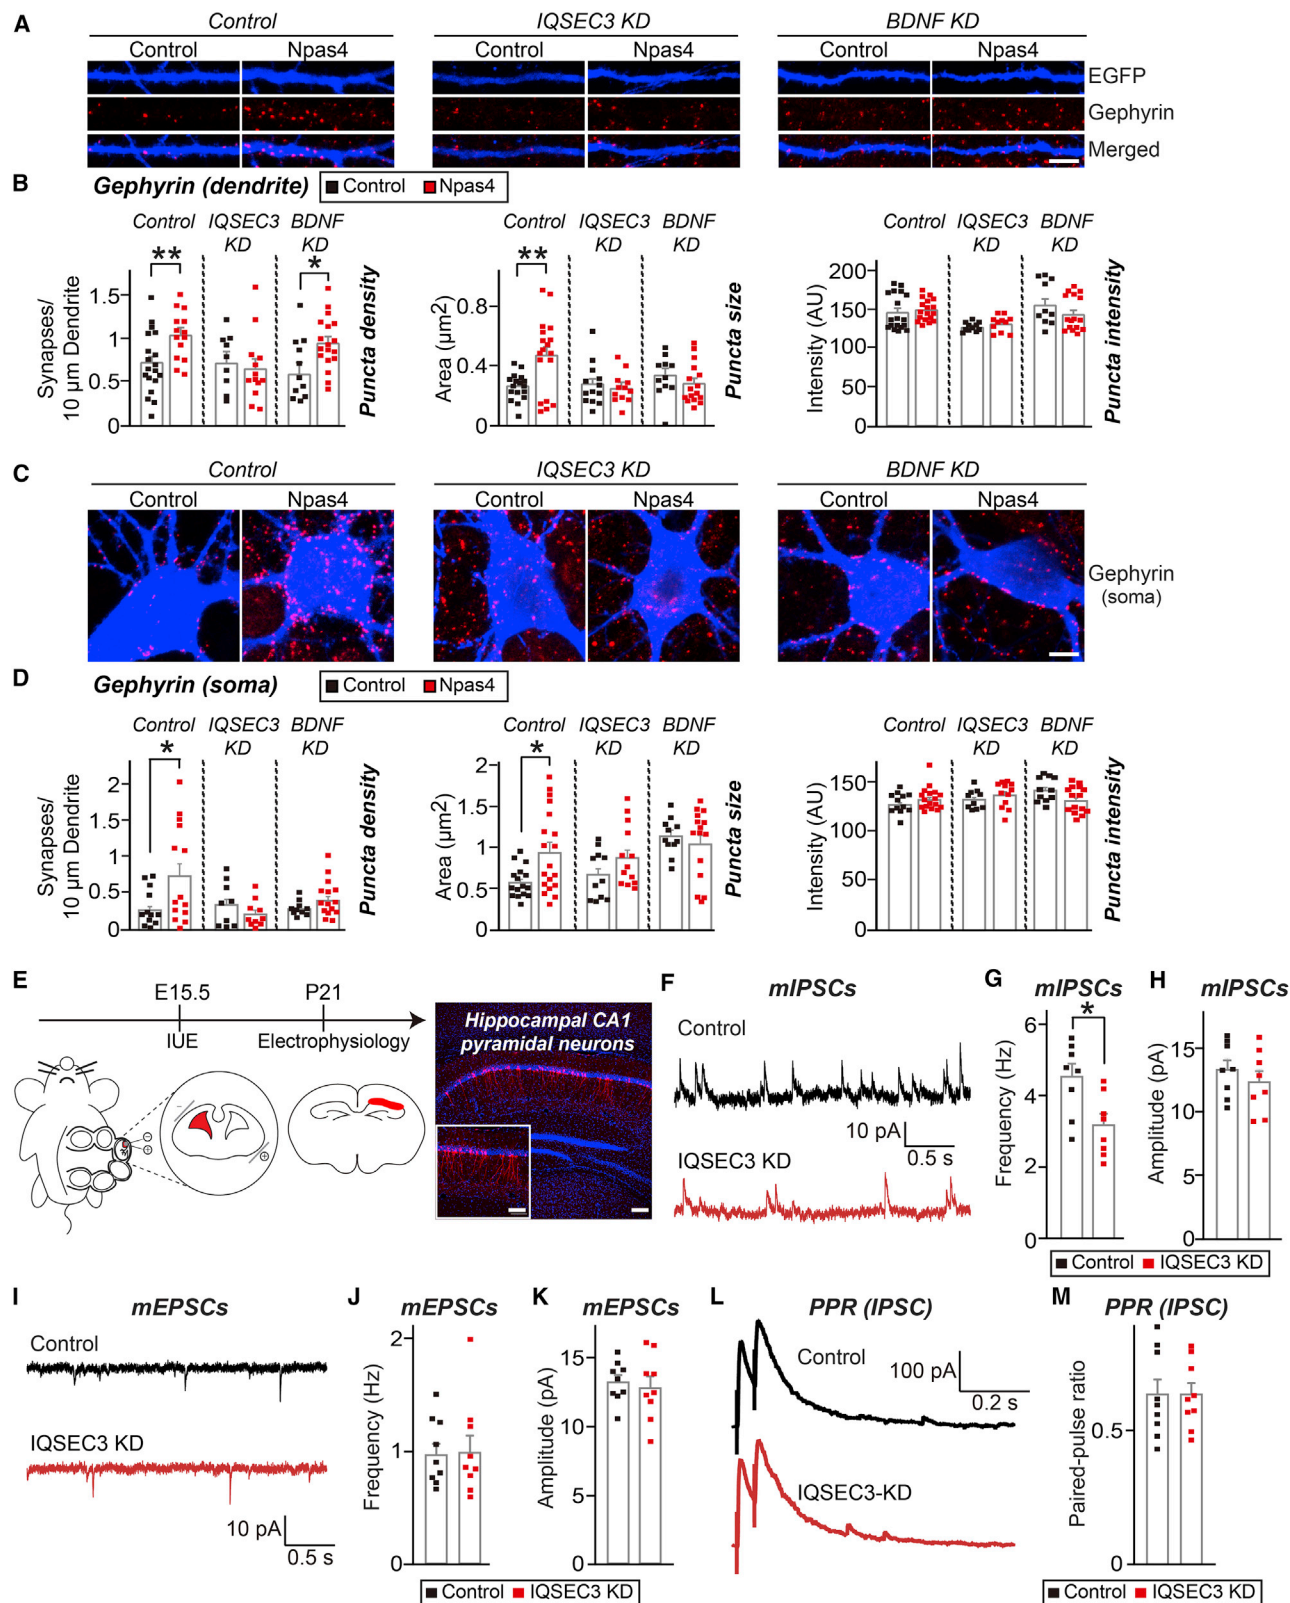 A
Control
IQSEC3 KD
BDNF KD
Control Npas4 Control Npas4 Control Npas4
EGFP
Gephyrin
Merged
B
Gephyrin (dendrite)
Control Npas4
Control IQSEC3 KD BDNF KD
** *
Synapses/
10 µm Dendrite
1.5
1
0.5
0
Puncta density
Control IQSEC3 KD BDNF KD
**
Area (µm2)
0.8
0.4
0
Puncta size
Control IQSEC3 KD BDNF KD
Intensity (AU)
200
150
100
50
0
Puncta intensity
C
Control
IQSEC3 KD
BDNF KD
Control Npas4 Control Npas4 Control Npas4
Gephyrin
(soma)
D
Gephyrin (soma)
Control Npas4
Control IQSEC3 KD BDNF KD
*
Synapses/
10 µm Dendrite
2
1
0.5
0
Puncta density
Control IQSEC3 KD BDNF KD
*
Area (µm2)
2
1
0.5
0
Puncta size
Control IQSEC3 KD BDNF KD
Intensity (AU)
150
100
50
0
Puncta intensity
E
E15.5 P21
IUE Electrophysiology
Hippocampal CA1
pyramidal neurons
F
mIPSCs
Control
10 pA
0.5 s
IQSEC3 KD
G
mIPSCs
*
Frequency (Hz)
6
4
2
0
H
mIPSCs
Amplitude (pA)
15
10
5
0
Control IQSEC3 KD
I
mEPSCs
Control
IQSEC3 KD
10 pA
0.5 s
J
mEPSCs
Frequency (Hz)
2
1
0
K
mEPSCs
Amplitude (pA)
15
10
5
0
Control IQSEC3 KD
L
PPR (IPSC)
Control
100 pA
0.2 s
IQSEC3-KD
M
PPR (IPSC)
Paired-pulse ratio
0.5
0
Control IQSEC3 KD